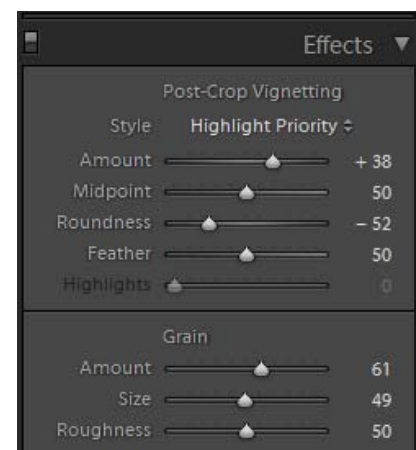 Effects
Post-Crop Vignetting
Style Highlight Priority
Amount + 38
Midpoint 50
Roundness – 52
Feather 50
Highlights 0
Grain
Amount 61
Size 49
Roughness 50